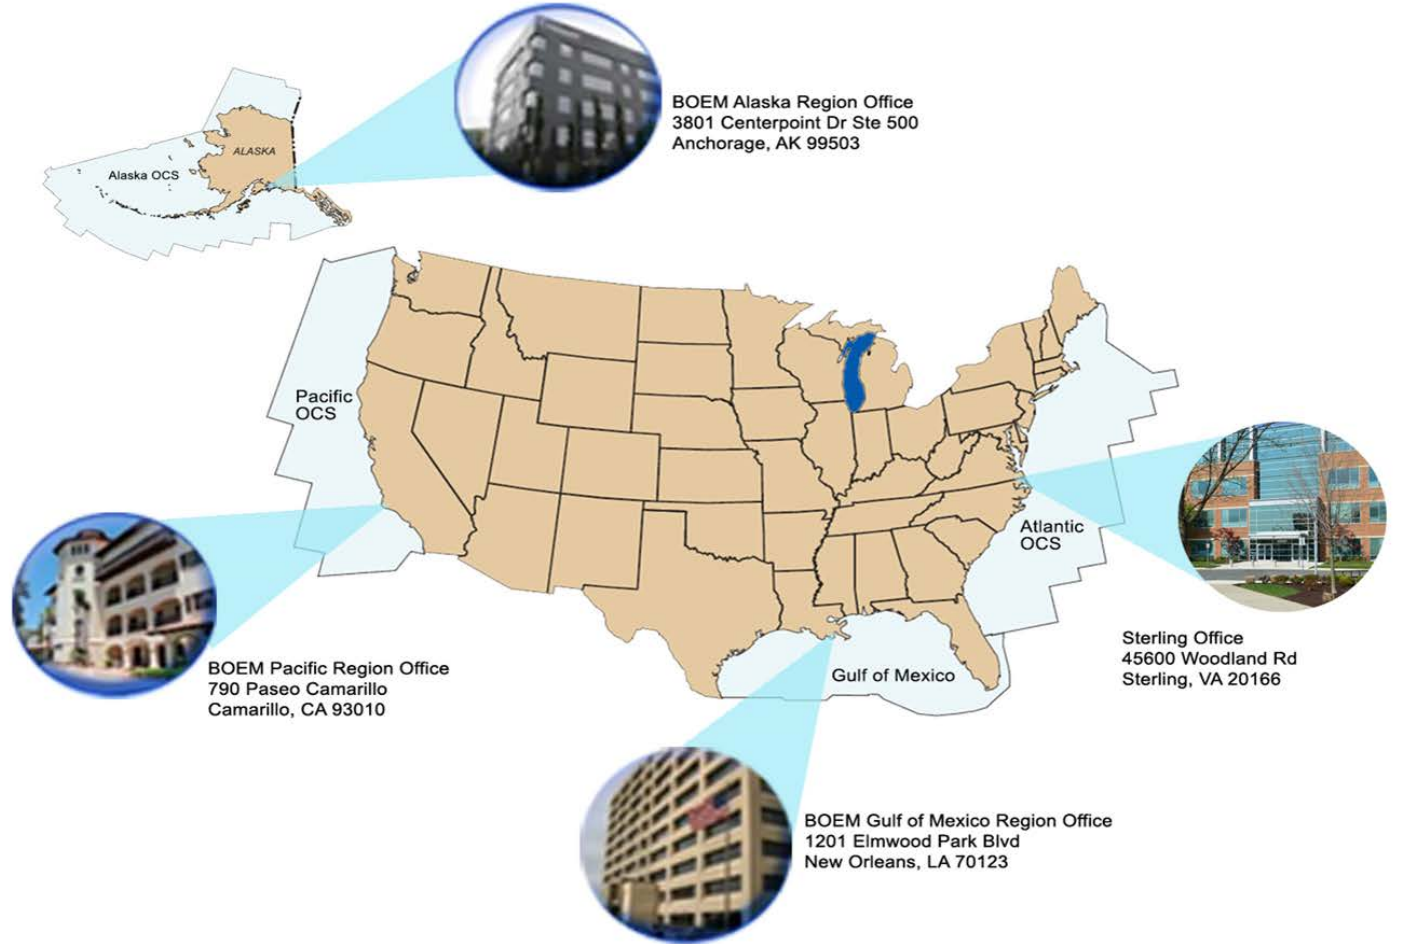 BOEM Alaska Region Office
3801 Centerpoint Dr Ste 500
Anchorage, AK 99503
ALASKA
Alaska OCS
Pacific
OCS
Atlantic
OCS
Sterling Office
45600 Woodland Rd
Sterling, VA 20166
BOEM Pacific Region Office
790 Paseo Camarillo
Camarillo, CA 93010
Gulf of Mexico
BOEM Gulf of Mexico Region Office
1201 Elmwood Park Blvd
New Orleans, LA 70123